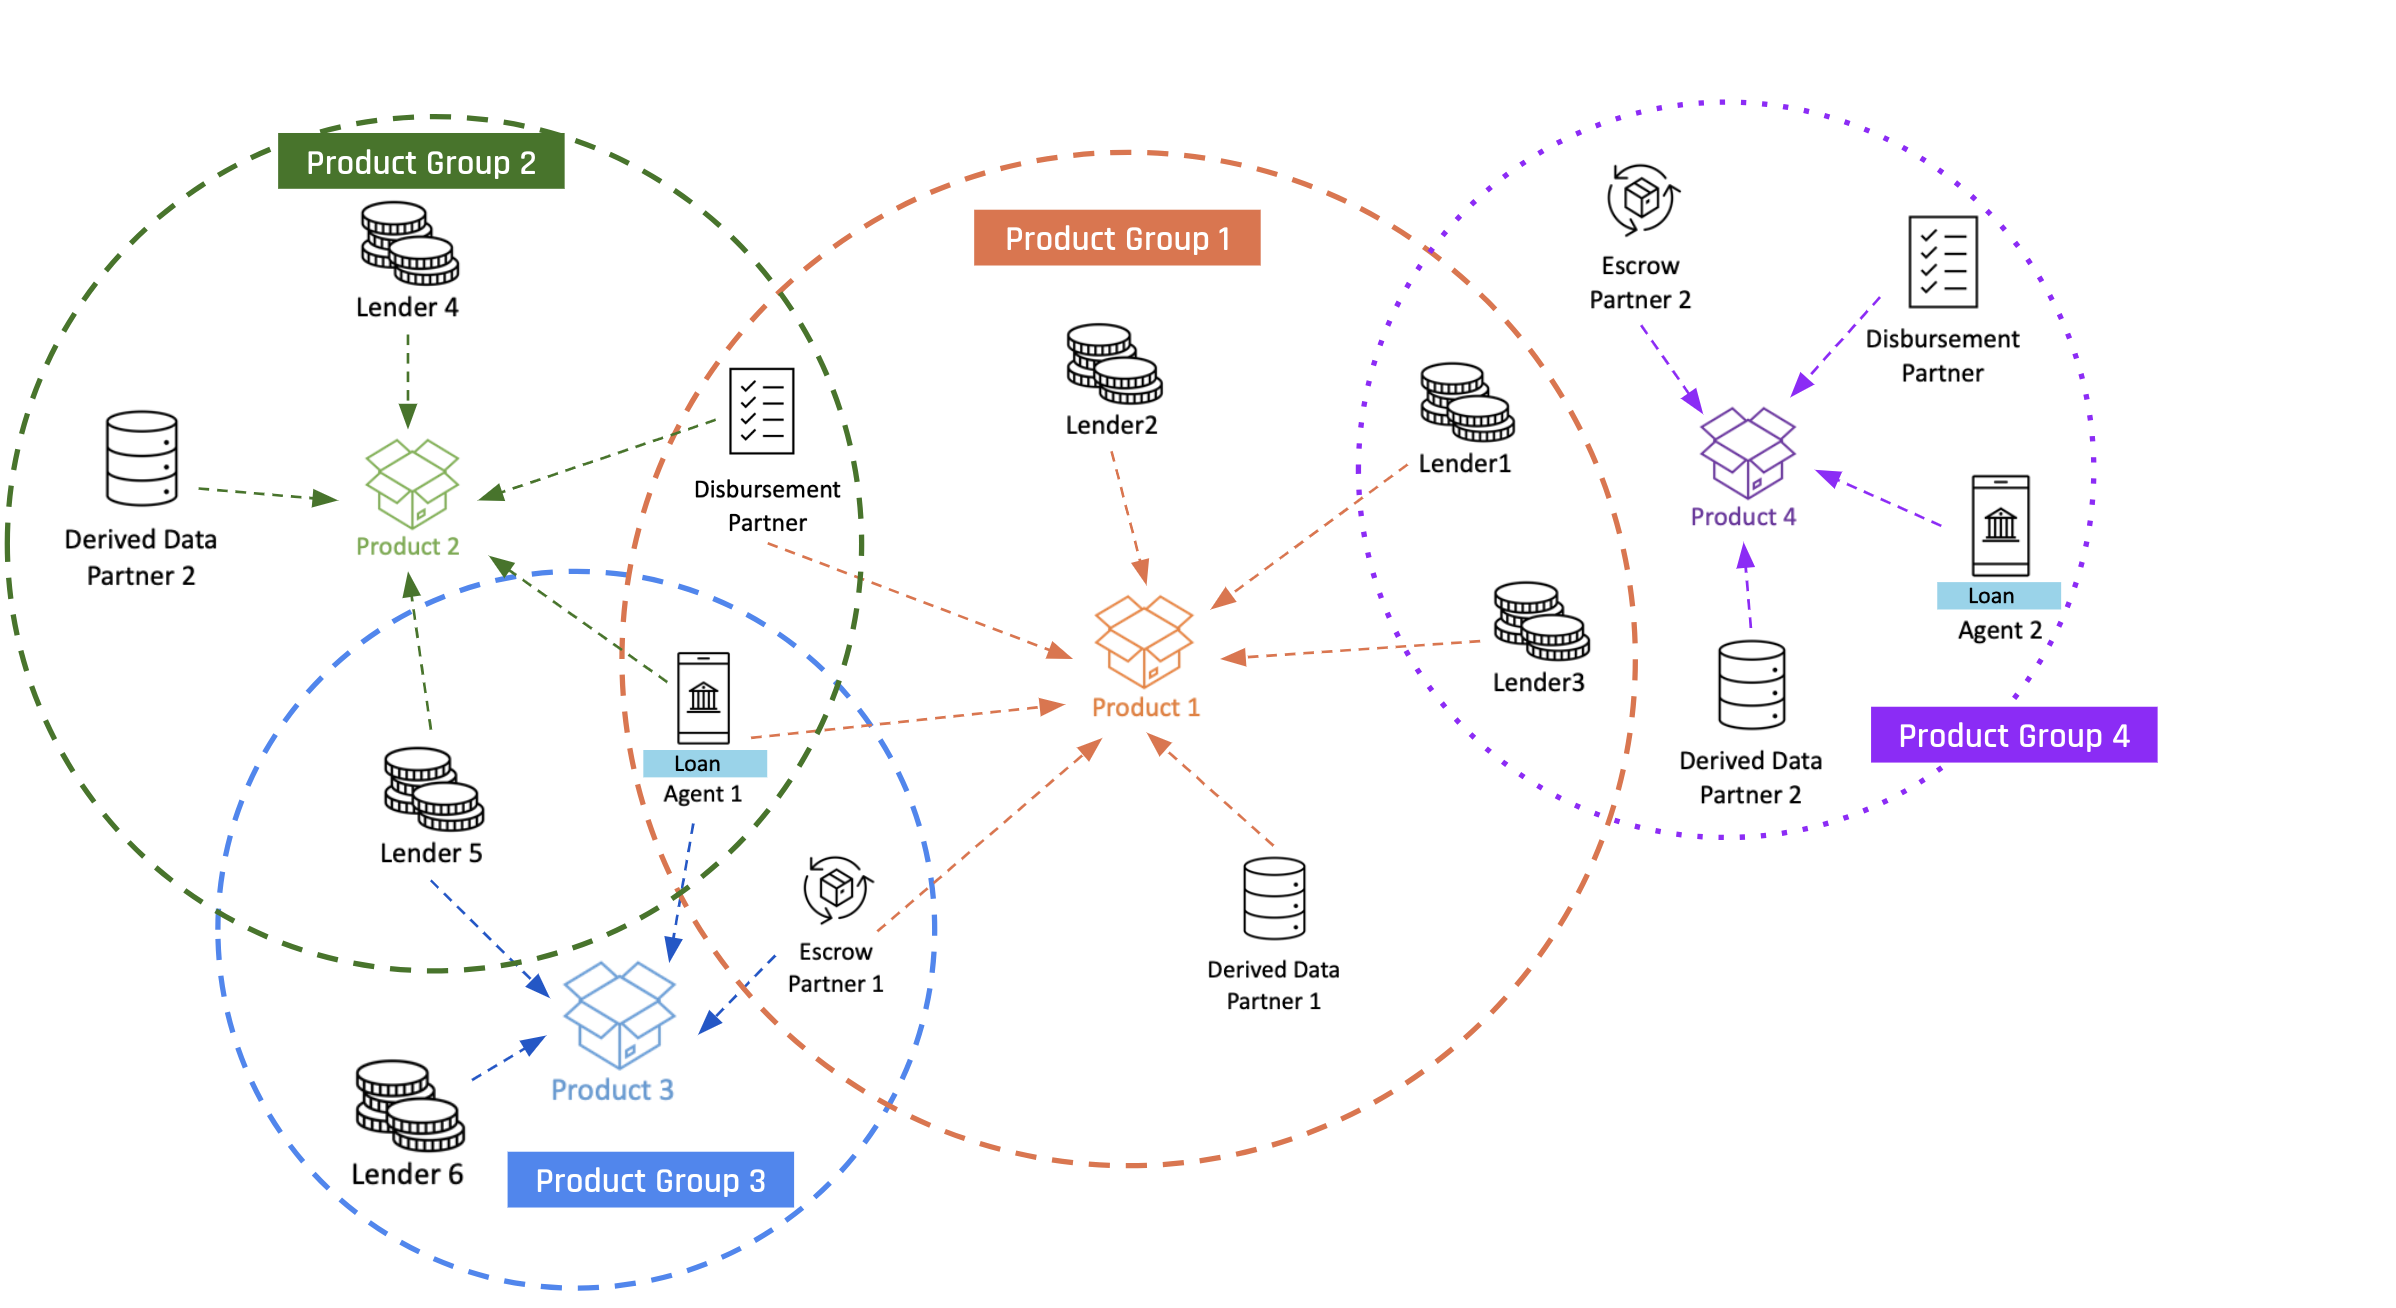 Product Group 2
Lender 4
Derived Data
Partner 2
Product 2
Disbursement
Partner
Lender 5
Loan
Agent 1
Product Group 1
Lender2
Lender1
Lender3
Product 1
Escrow
Partner 1
Derived Data
Partner 1
Product 3
Lender 6
Product Group 3
Escrow
Partner 2
Disbursement
Partner
Product 4
Loan
Agent 2
Derived Data
Partner 2
Product Group 4